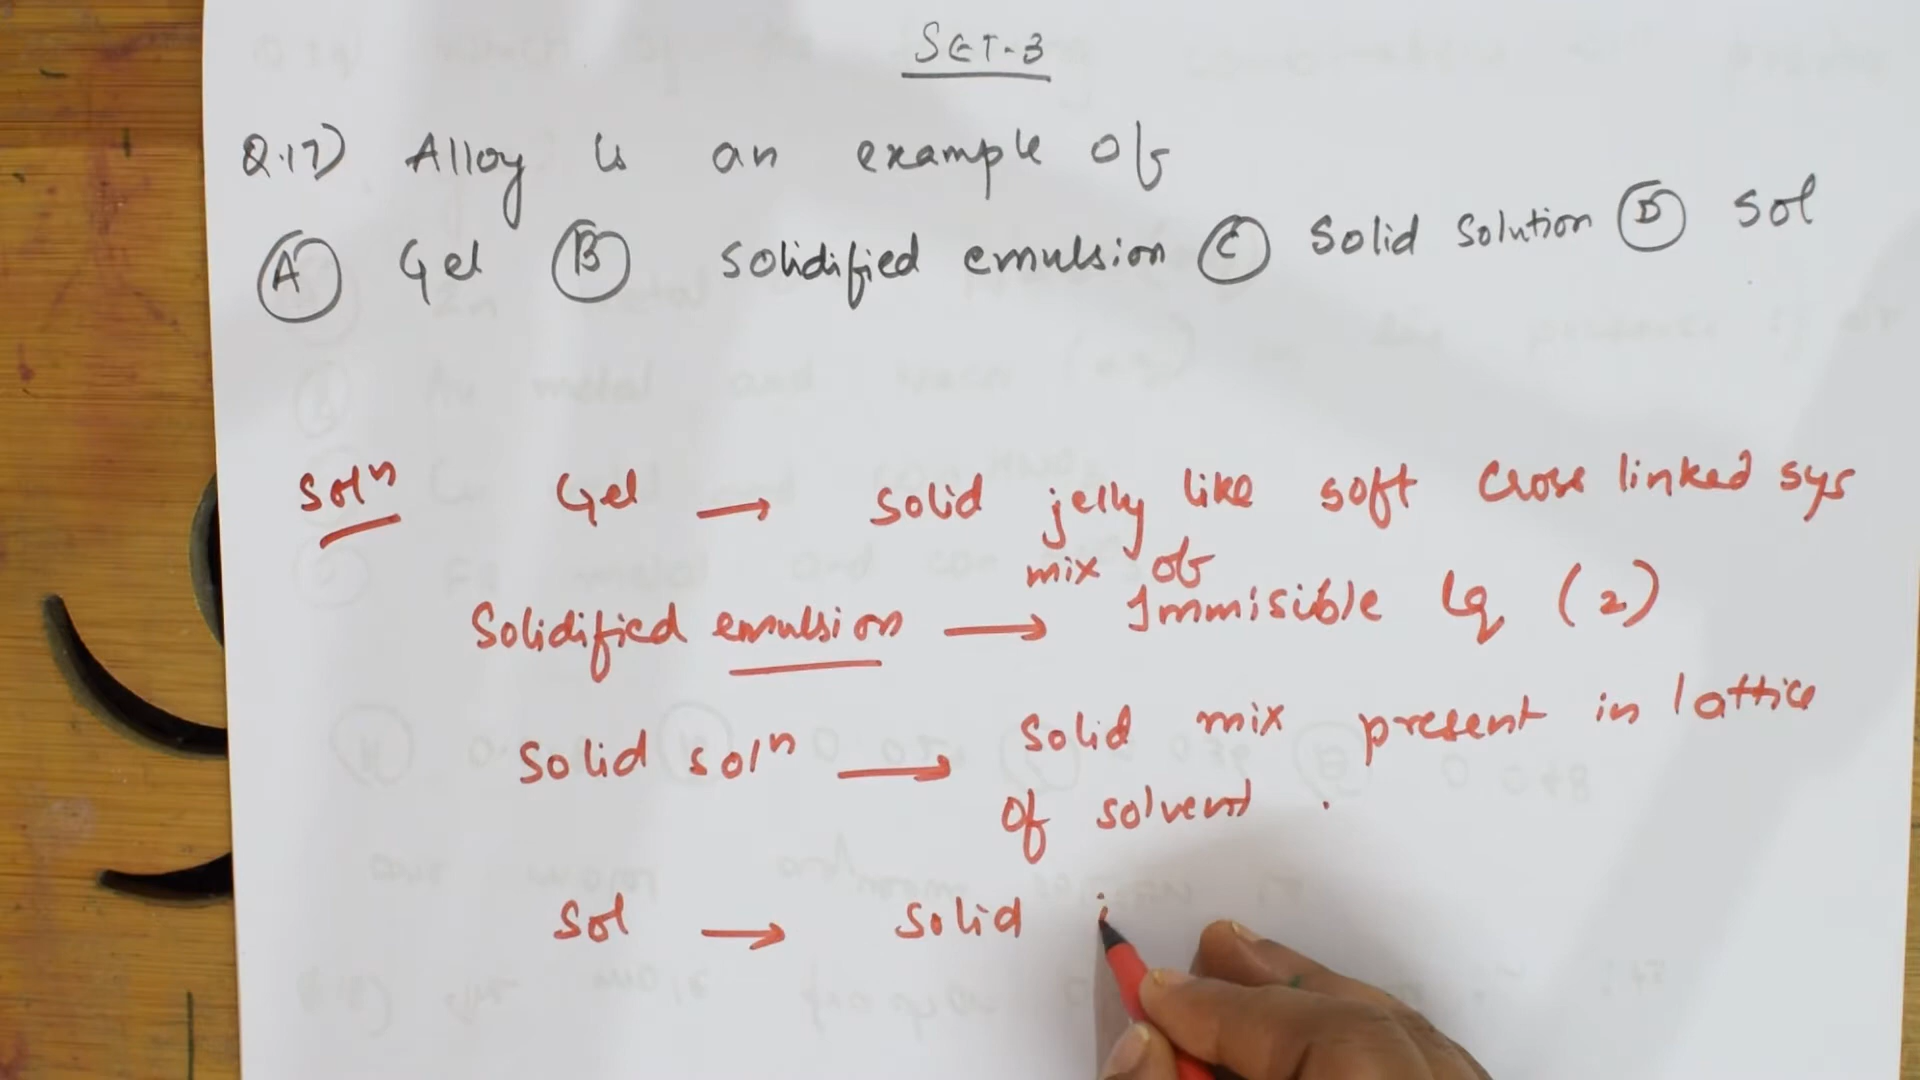 SET-3
Q.17) Alloy is an example of
(A) Gel (B) solidified emulsion (C) Solid Solution (D) Sol
Solⁿ Gel → Solid jelly like soft cross linked sys
mix of
Solidified emulsion → Immisible Lq (2)
Solid solⁿ → Solid mix present in lattice
of solvent .
Sol → Solid i